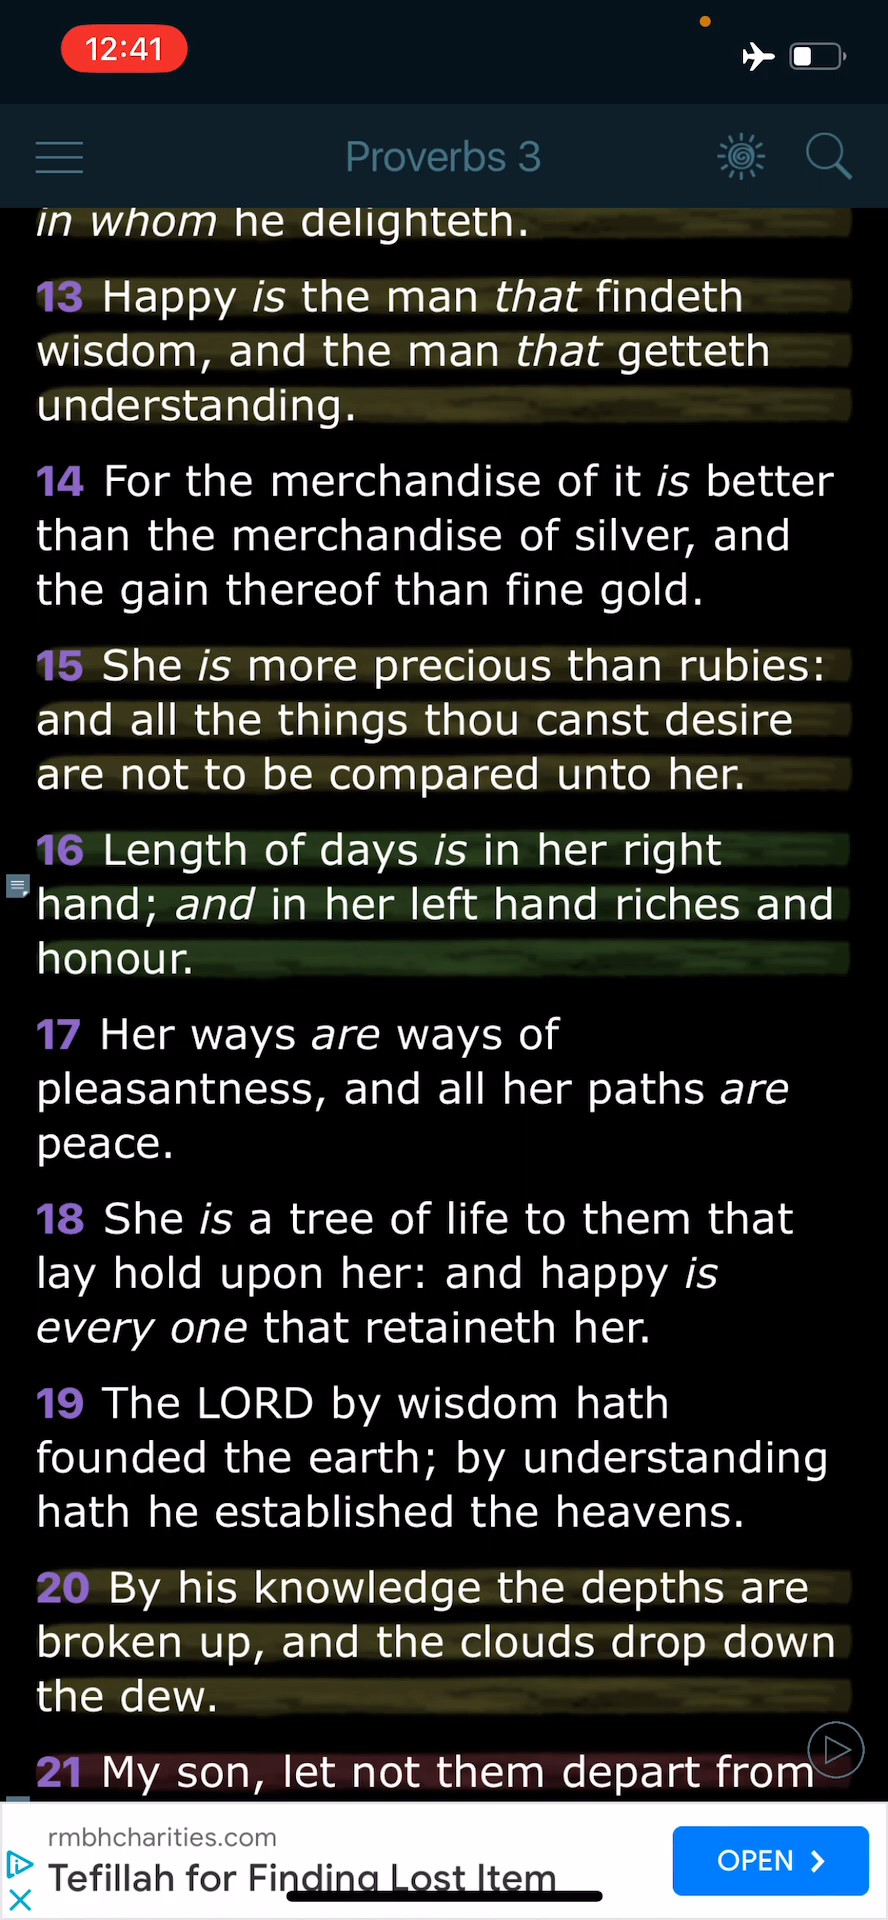 12:41
Proverbs 3
in whom he delighteth.
13 Happy is the man that findeth
wisdom, and the man that getteth
understanding.
14 For the merchandise of it is better
than the merchandise of silver, and
the gain thereof than fine gold.
15 She is more precious than rubies:
and all the things thou canst desire
are not to be compared unto her.
16 Length of days is in her right
hand; and in her left hand riches and
honour.
17 Her ways are ways of
pleasantness, and all her paths are
peace.
18 She is a tree of life to them that
lay hold upon her: and happy is
every one that retaineth her.
19 The LORD by wisdom hath
founded the earth; by understanding
hath he established the heavens.
20 By his knowledge the depths are
broken up, and the clouds drop down
the dew.
21 My son, let not them depart from
rmbhcharities.com
Tefillah for Finding Lost Item
OPEN